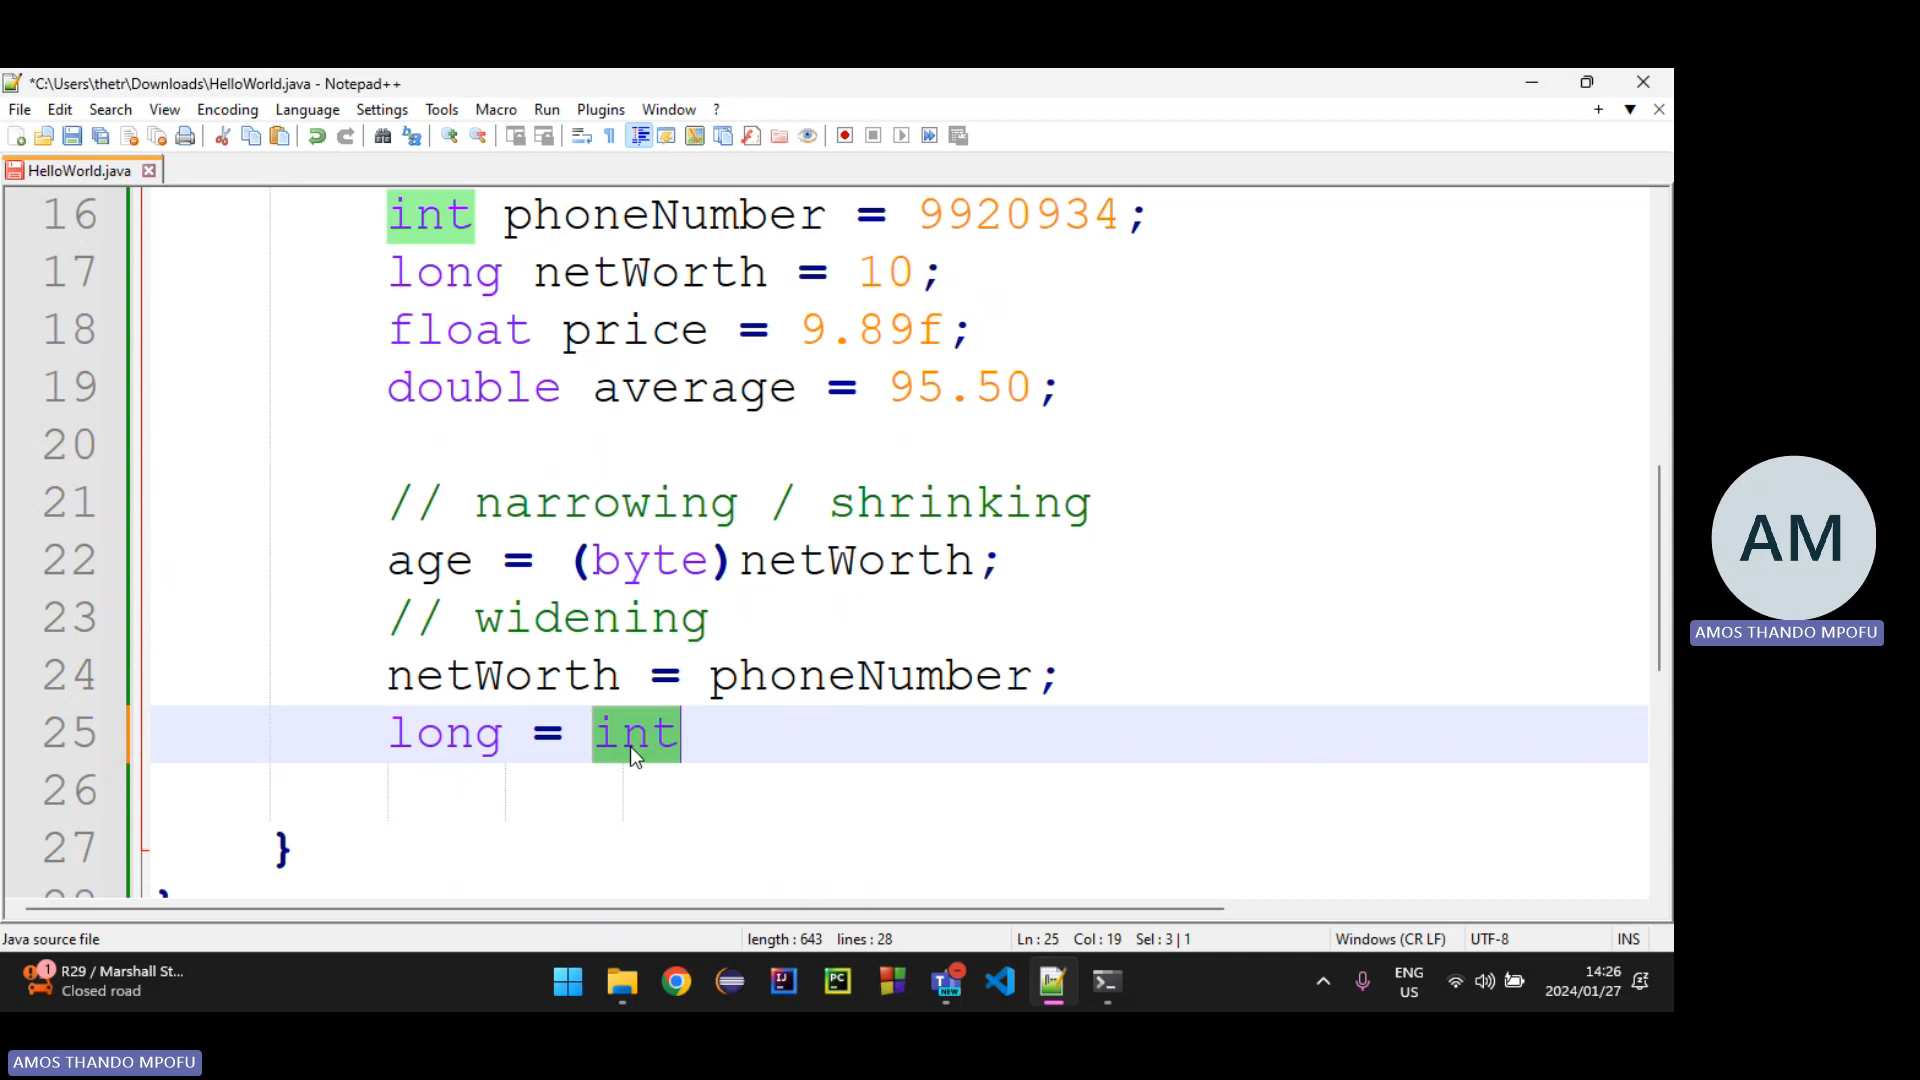 *C:\Users\thetr\Downloads\HelloWorld.java - Notepad++
File Edit Search View Encoding Language Settings Tools Macro Run Plugins Window ?
HelloWorld.java
16 int phoneNumber = 9920934;
17 long netWorth = 10;
18 float price = 9.89f;
19 double average = 95.50;
20
21 // narrowing / shrinking
22 age = (byte)netWorth;
23 // widening
24 netWorth = phoneNumber;
25 long = int
26
27 }
AM
AMOS THANDO MPOFU
Java source file length : 643 lines : 28 Ln : 25 Col : 19 Sel : 3 | 1 Windows (CR LF) UTF-8 INS
1 R29 / Marshall St...
Closed road
ENG
US
14:26
2024/01/27
AMOS THANDO MPOFU